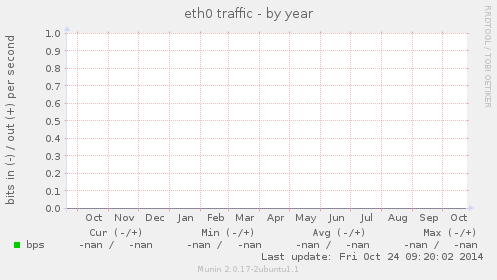 eth0 traffic - by year
RRDTOOL / TOBI OETIKER
bits in (-) / out (+) per second
1.0
0.9
0.8
0.7
0.6
0.5
0.4
0.3
0.2
0.1
0.0
Oct Nov Dec Jan Feb Mar Apr May Jun Jul Aug Sep Oct
Cur (-/+) Min (-/+) Avg (-/+) Max (-/+)
bps -nan / -nan -nan / -nan -nan / -nan -nan / -nan
Last update: Fri Oct 24 09:20:02 2014
Munin 2.0.17-2ubuntu1.1